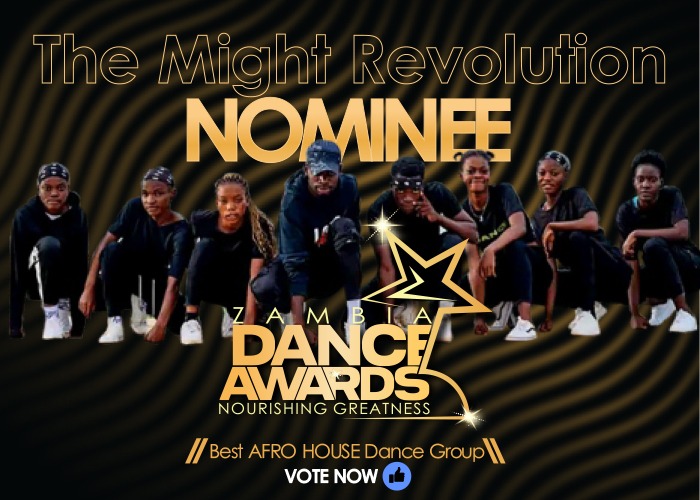 The Might Revolution
NOMINEE
ZAMBIA
DANCE
AWARDS
NOURISHING GREATNESS
// Best AFRO HOUSE Dance Group \\
VOTE NOW